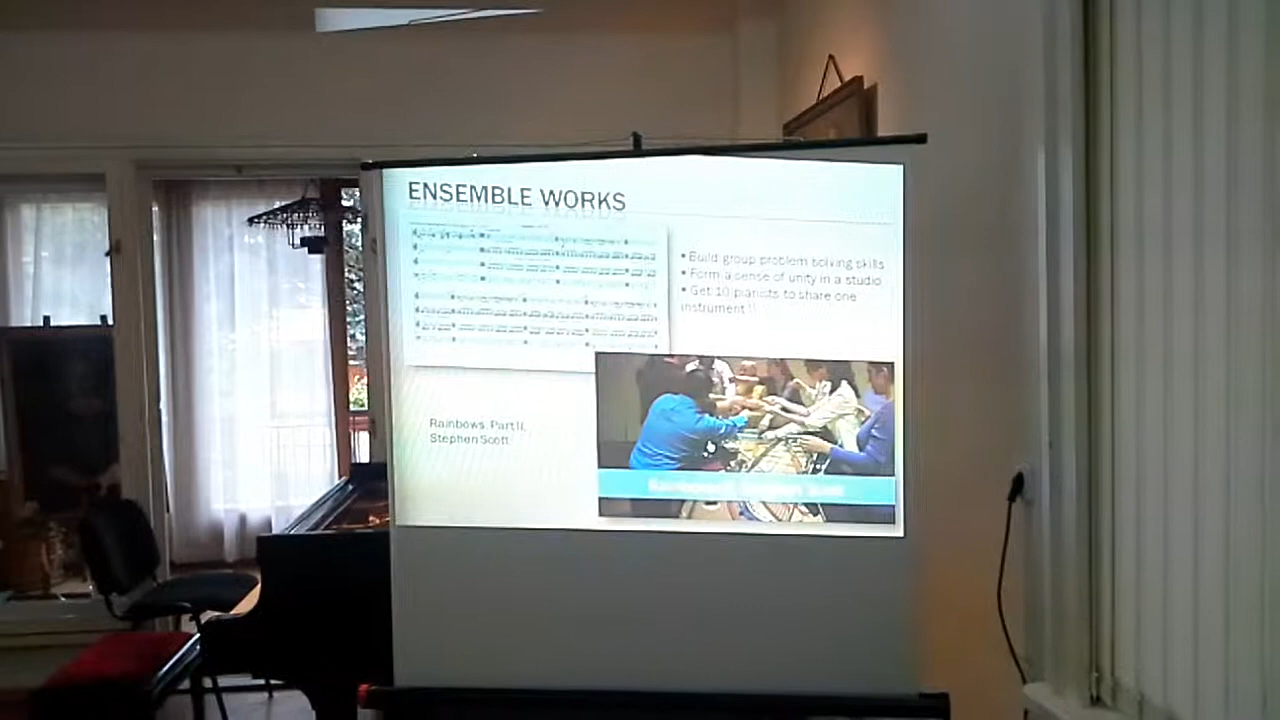 ENSEMBLE WORKS
• Build group problem solving skills
• Form a sense of unity in a studio
• Get 10 pianists to share one
instrument!!
Rainbows, Part II,
Stephen Scott